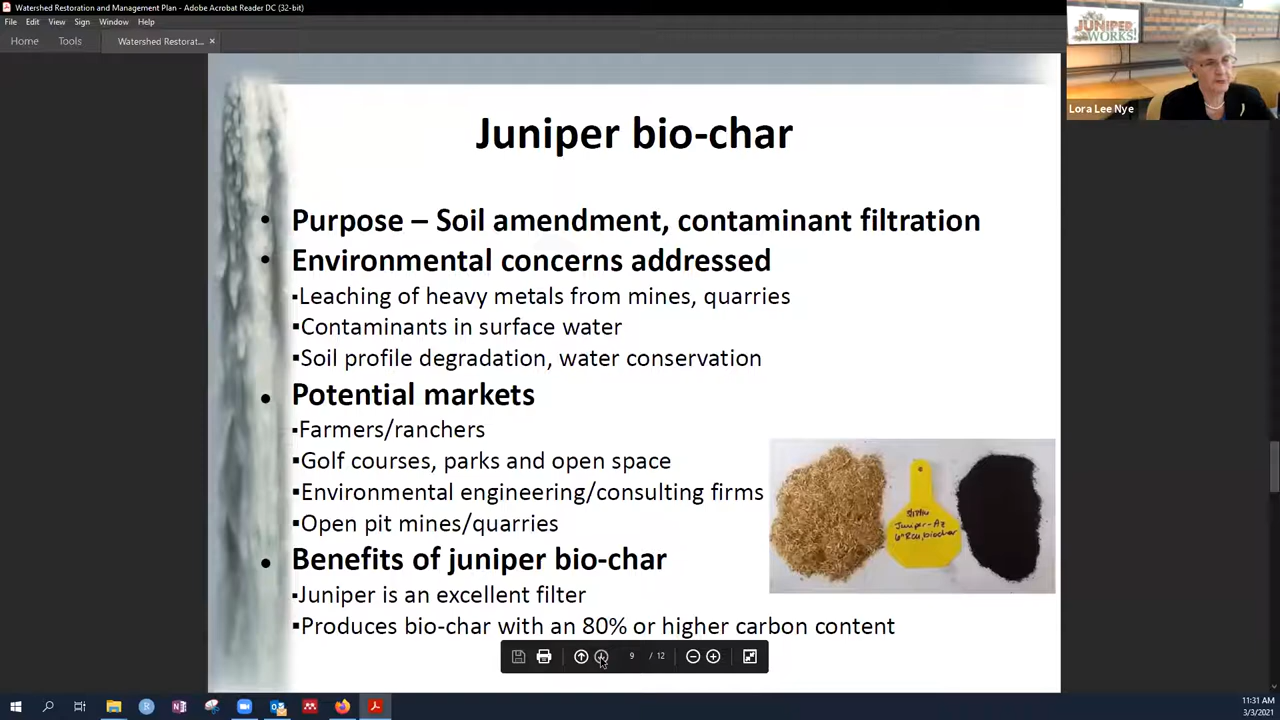 Watershed Restoration and Management Plan - Adobe Acrobat Reader DC (32-bit)
File Edit View Sign Window Help
Home Tools Watershed Restorat... ×
JUNIPER
WORKS!
Lora Lee Nye
Juniper bio-char
• Purpose – Soil amendment, contaminant filtration
• Environmental concerns addressed
▪Leaching of heavy metals from mines, quarries
▪Contaminants in surface water
▪Soil profile degradation, water conservation
• Potential markets
▪Farmers/ranchers
▪Golf courses, parks and open space
▪Environmental engineering/consulting firms
▪Open pit mines/quarries
• Benefits of juniper bio-char
▪Juniper is an excellent filter
▪Produces bio-char with an 80% or higher carbon content
Juniper-Az
biochar
9 / 12
11:31 AM
3/3/2021